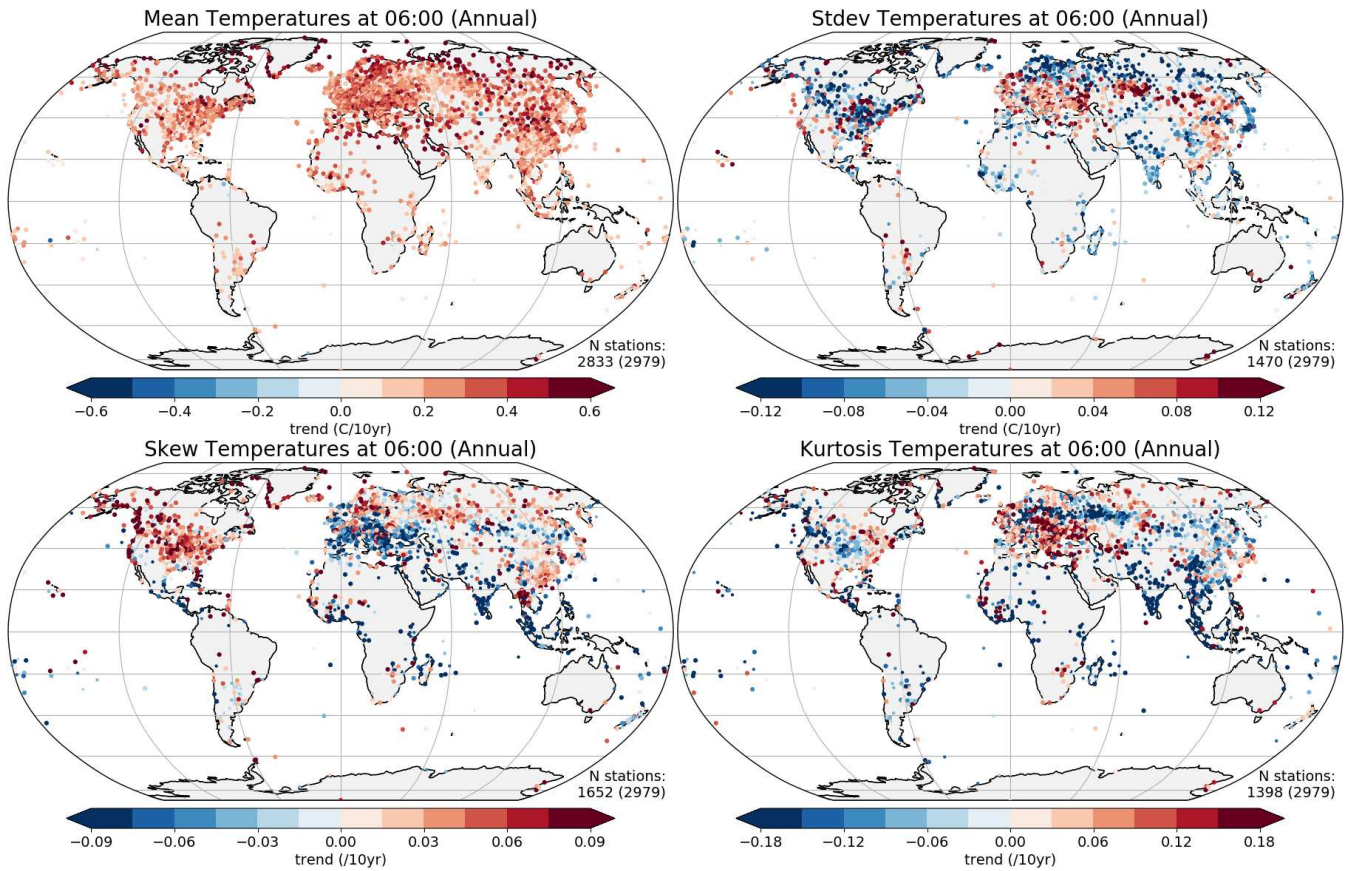 Mean Temperatures at 06:00 (Annual)
N stations:
2833 (2979)
−0.6 −0.4 −0.2 0.0 0.2 0.4 0.6
trend (C/10yr)
Stdev Temperatures at 06:00 (Annual)
N stations:
1470 (2979)
−0.12 −0.08 −0.04 0.00 0.04 0.08 0.12
trend (C/10yr)
Skew Temperatures at 06:00 (Annual)
N stations:
1652 (2979)
−0.09 −0.06 −0.03 0.00 0.03 0.06 0.09
trend (/10yr)
Kurtosis Temperatures at 06:00 (Annual)
N stations:
1398 (2979)
−0.18 −0.12 −0.06 0.00 0.06 0.12 0.18
trend (/10yr)